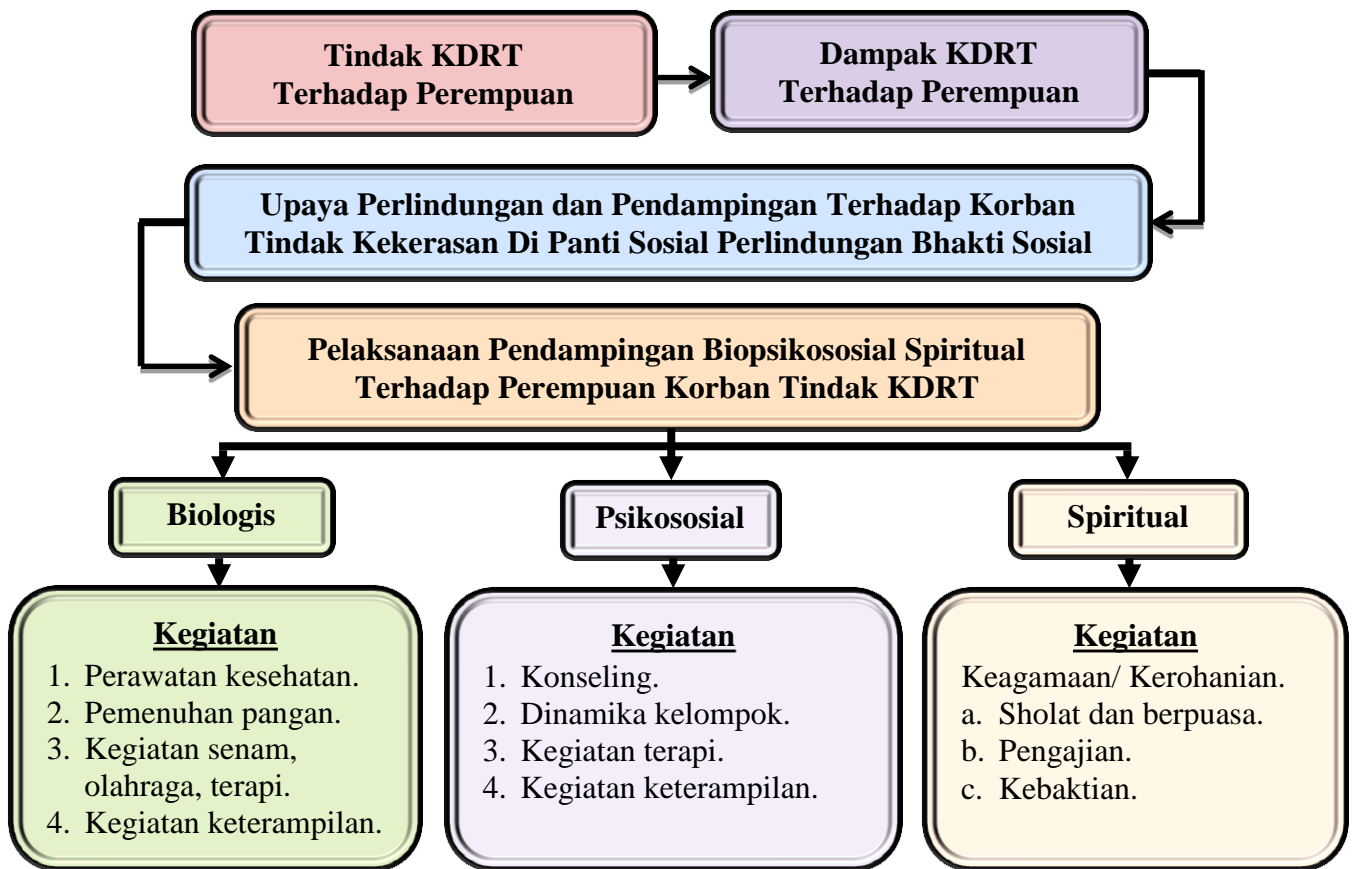 Tindak KDRT
Terhadap Perempuan
Dampak KDRT
Terhadap Perempuan
Upaya Perlindungan dan Pendampingan Terhadap Korban
Tindak Kekerasan Di Panti Sosial Perlindungan Bhakti Sosial
Pelaksanaan Pendampingan Biopsikososial Spiritual
Terhadap Perempuan Korban Tindak KDRT
Biologis
Psikososial
Spiritual
Kegiatan
1. Perawatan kesehatan.
2. Pemenuhan pangan.
3. Kegiatan senam,
olahraga, terapi.
4. Kegiatan keterampilan.
Kegiatan
1. Konseling.
2. Dinamika kelompok.
3. Kegiatan terapi.
4. Kegiatan keterampilan.
Kegiatan
Keagamaan/ Kerohanian.
a. Sholat dan berpuasa.
b. Pengajian.
c. Kebaktian.